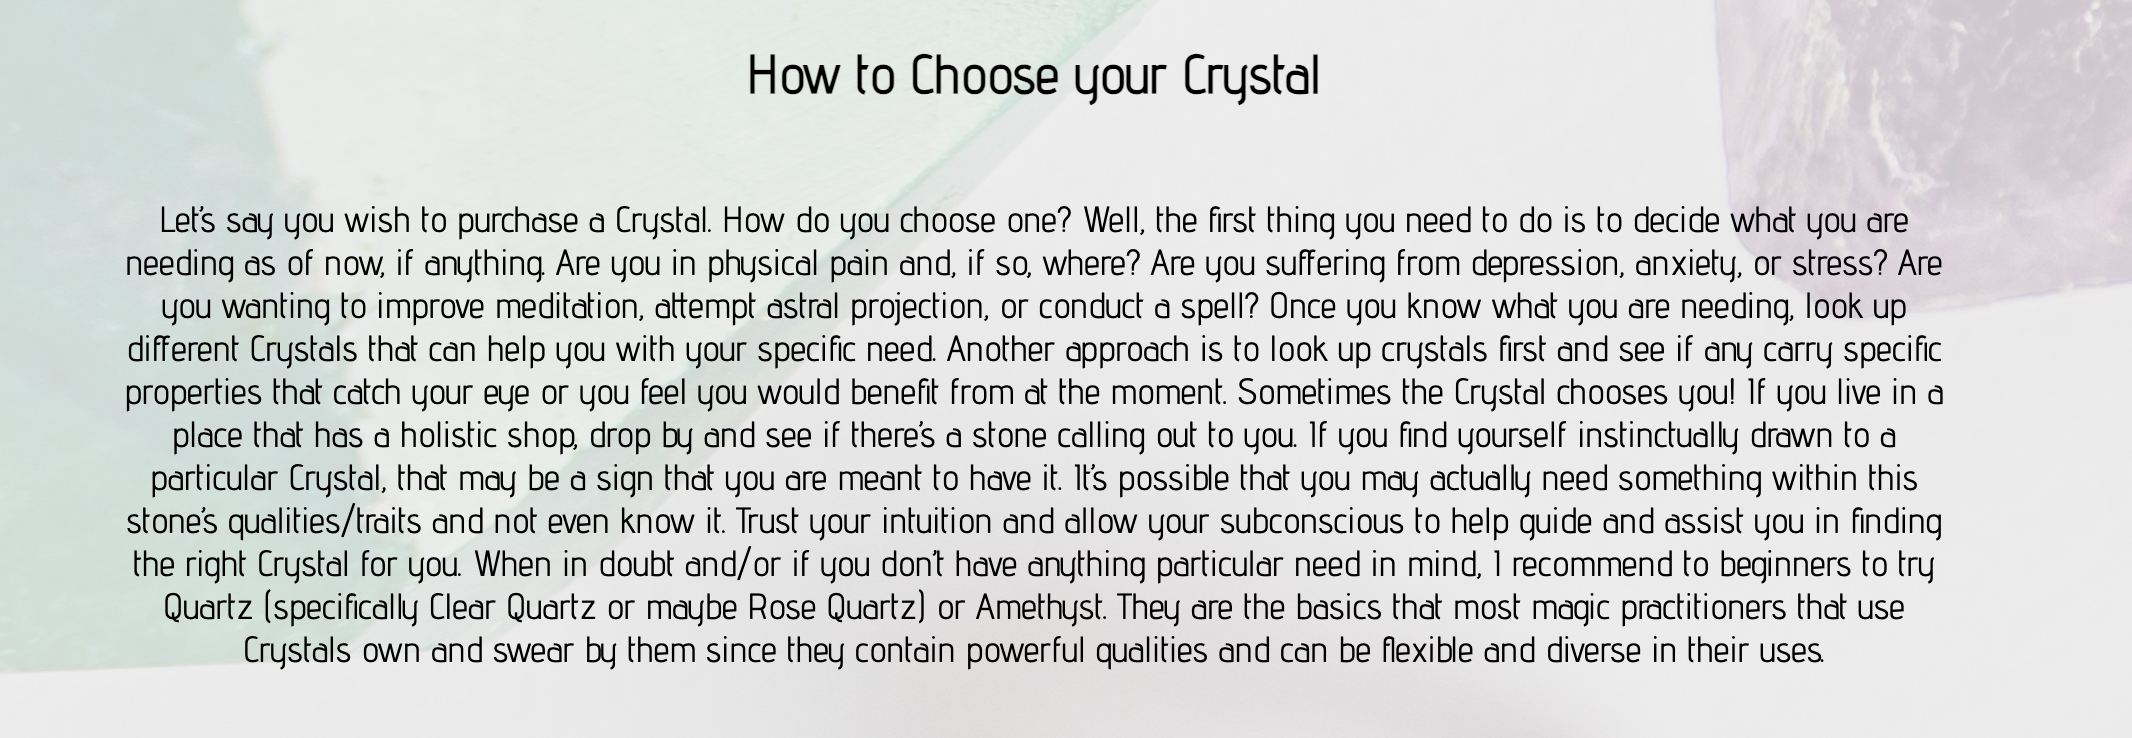 How to Choose your Crystal
Let's say you wish to purchase a Crystal. How do you choose one? Well, the first thing you need to do is to decide what you are
needing as of now, if anything. Are you in physical pain and, if so, where? Are you suffering from depression, anxiety, or stress? Are
you wanting to improve meditation, attempt astral projection, or conduct a spell? Once you know what you are needing, look up
different Crystals that can help you with your specific need. Another approach is to look up crystals first and see if any carry specific
properties that catch your eye or you feel you would benefit from at the moment. Sometimes the Crystal chooses you! If you live in a
place that has a holistic shop, drop by and see if there's a stone calling out to you. If you find yourself instinctually drawn to a
particular Crystal, that may be a sign that you are meant to have it. It's possible that you may actually need something within this
stone's qualities/traits and not even know it. Trust your intuition and allow your subconscious to help guide and assist you in finding
the right Crystal for you. When in doubt and/or if you don't have anything particular need in mind, I recommend to beginners to try
Quartz (specifically Clear Quartz or maybe Rose Quartz) or Amethyst. They are the basics that most magic practitioners that use
Crystals own and swear by them since they contain powerful qualities and can be flexible and diverse in their uses.